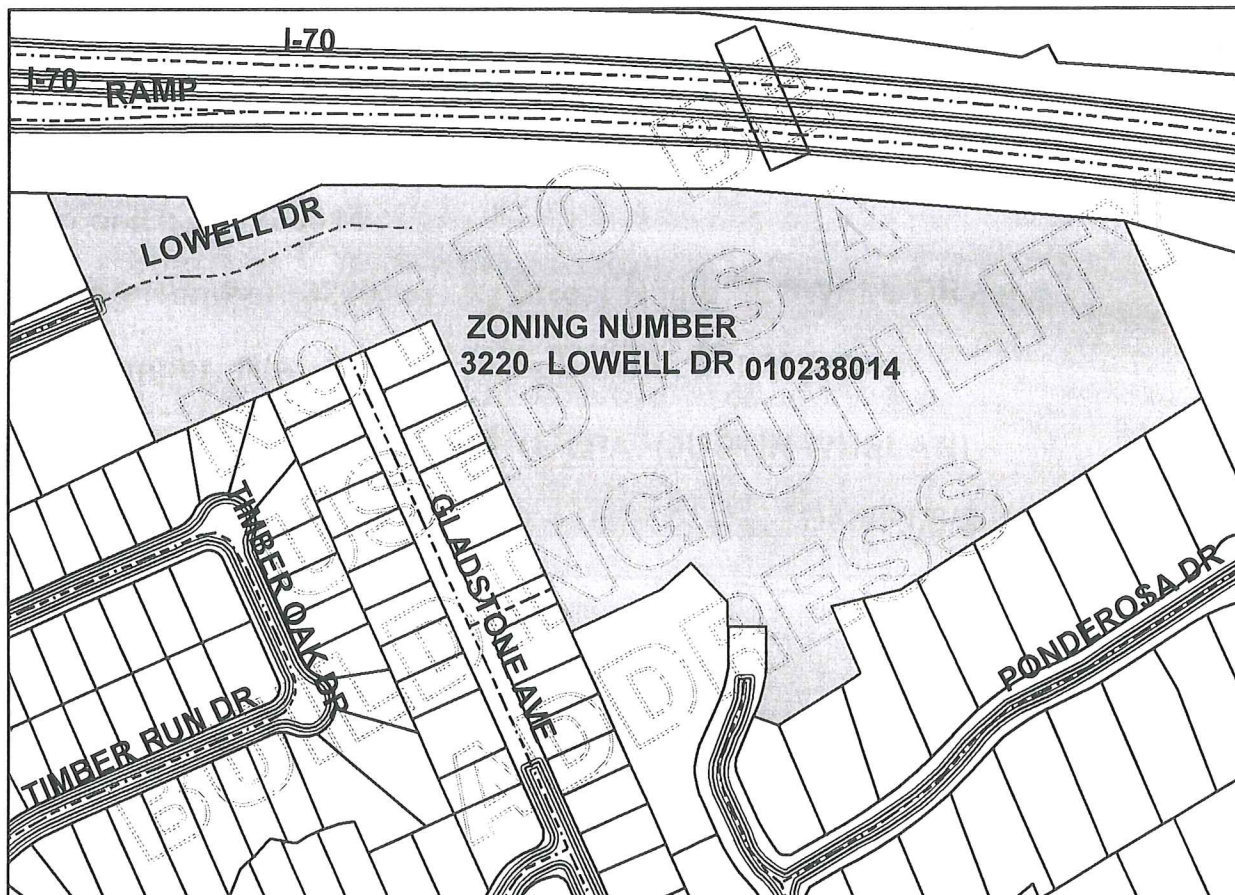 I-70
I-70 RAMP
LOWELL DR
ZONING NUMBER
3220 LOWELL DR 010238014
TIMBER OAK DR
GLADSTONE AVE
PONDEROSA DR
TIMBER RUN DR
NOT TO BE
USED AS A
BUILDING/UTILITY
ADDRESS